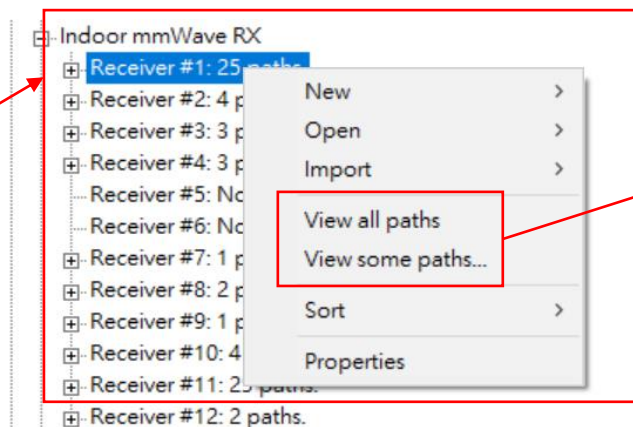 Indoor mmWave RX
Receiver #1: 25 paths.
Receiver #2: 4 p
Receiver #3: 3 p
Receiver #4: 3 p
Receiver #5: No
Receiver #6: No
Receiver #7: 1 p
Receiver #8: 2 p
Receiver #9: 1 p
Receiver #10: 4
Receiver #11: 25 paths.
Receiver #12: 2 paths.
New
Open
Import
View all paths
View some paths...
Sort
Properties